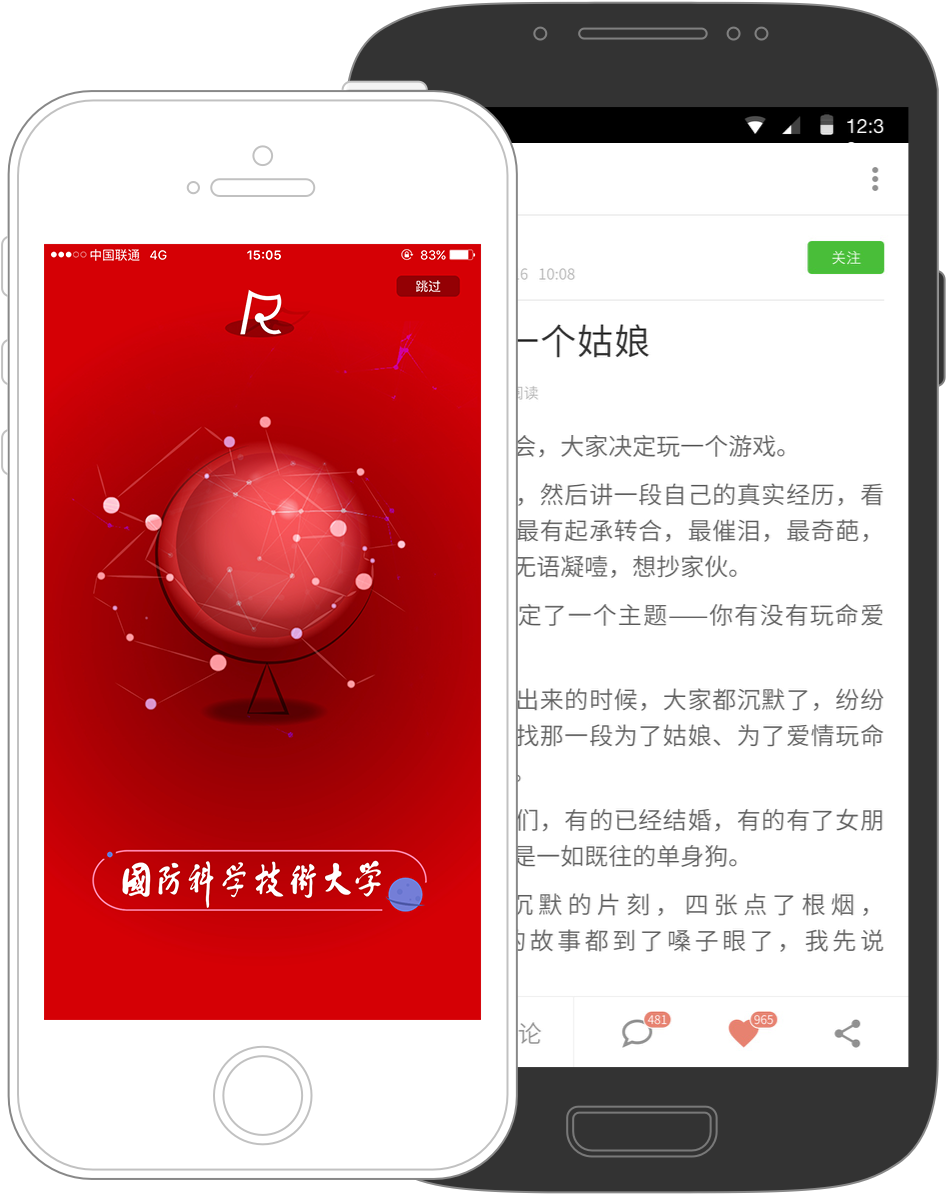 中国联通 4G 15:05 83%
跳过
國防科学技術大学
12:3
关注
6 10:08
一个姑娘
阅读
会，大家决定玩一个游戏。
，然后讲一段自己的真实经历，看
最有起承转合，最催泪，最奇葩，
无语凝噎，想抄家伙。
定了一个主题——你有没有玩命爱
出来的时候，大家都沉默了，纷纷
找那一段为了姑娘、为了爱情玩命
。
们，有的已经结婚，有的有了女朋
是一如既往的单身狗。
沉默的片刻，四张点了根烟，
的故事都到了嗓子眼了，我先说
论
481
965